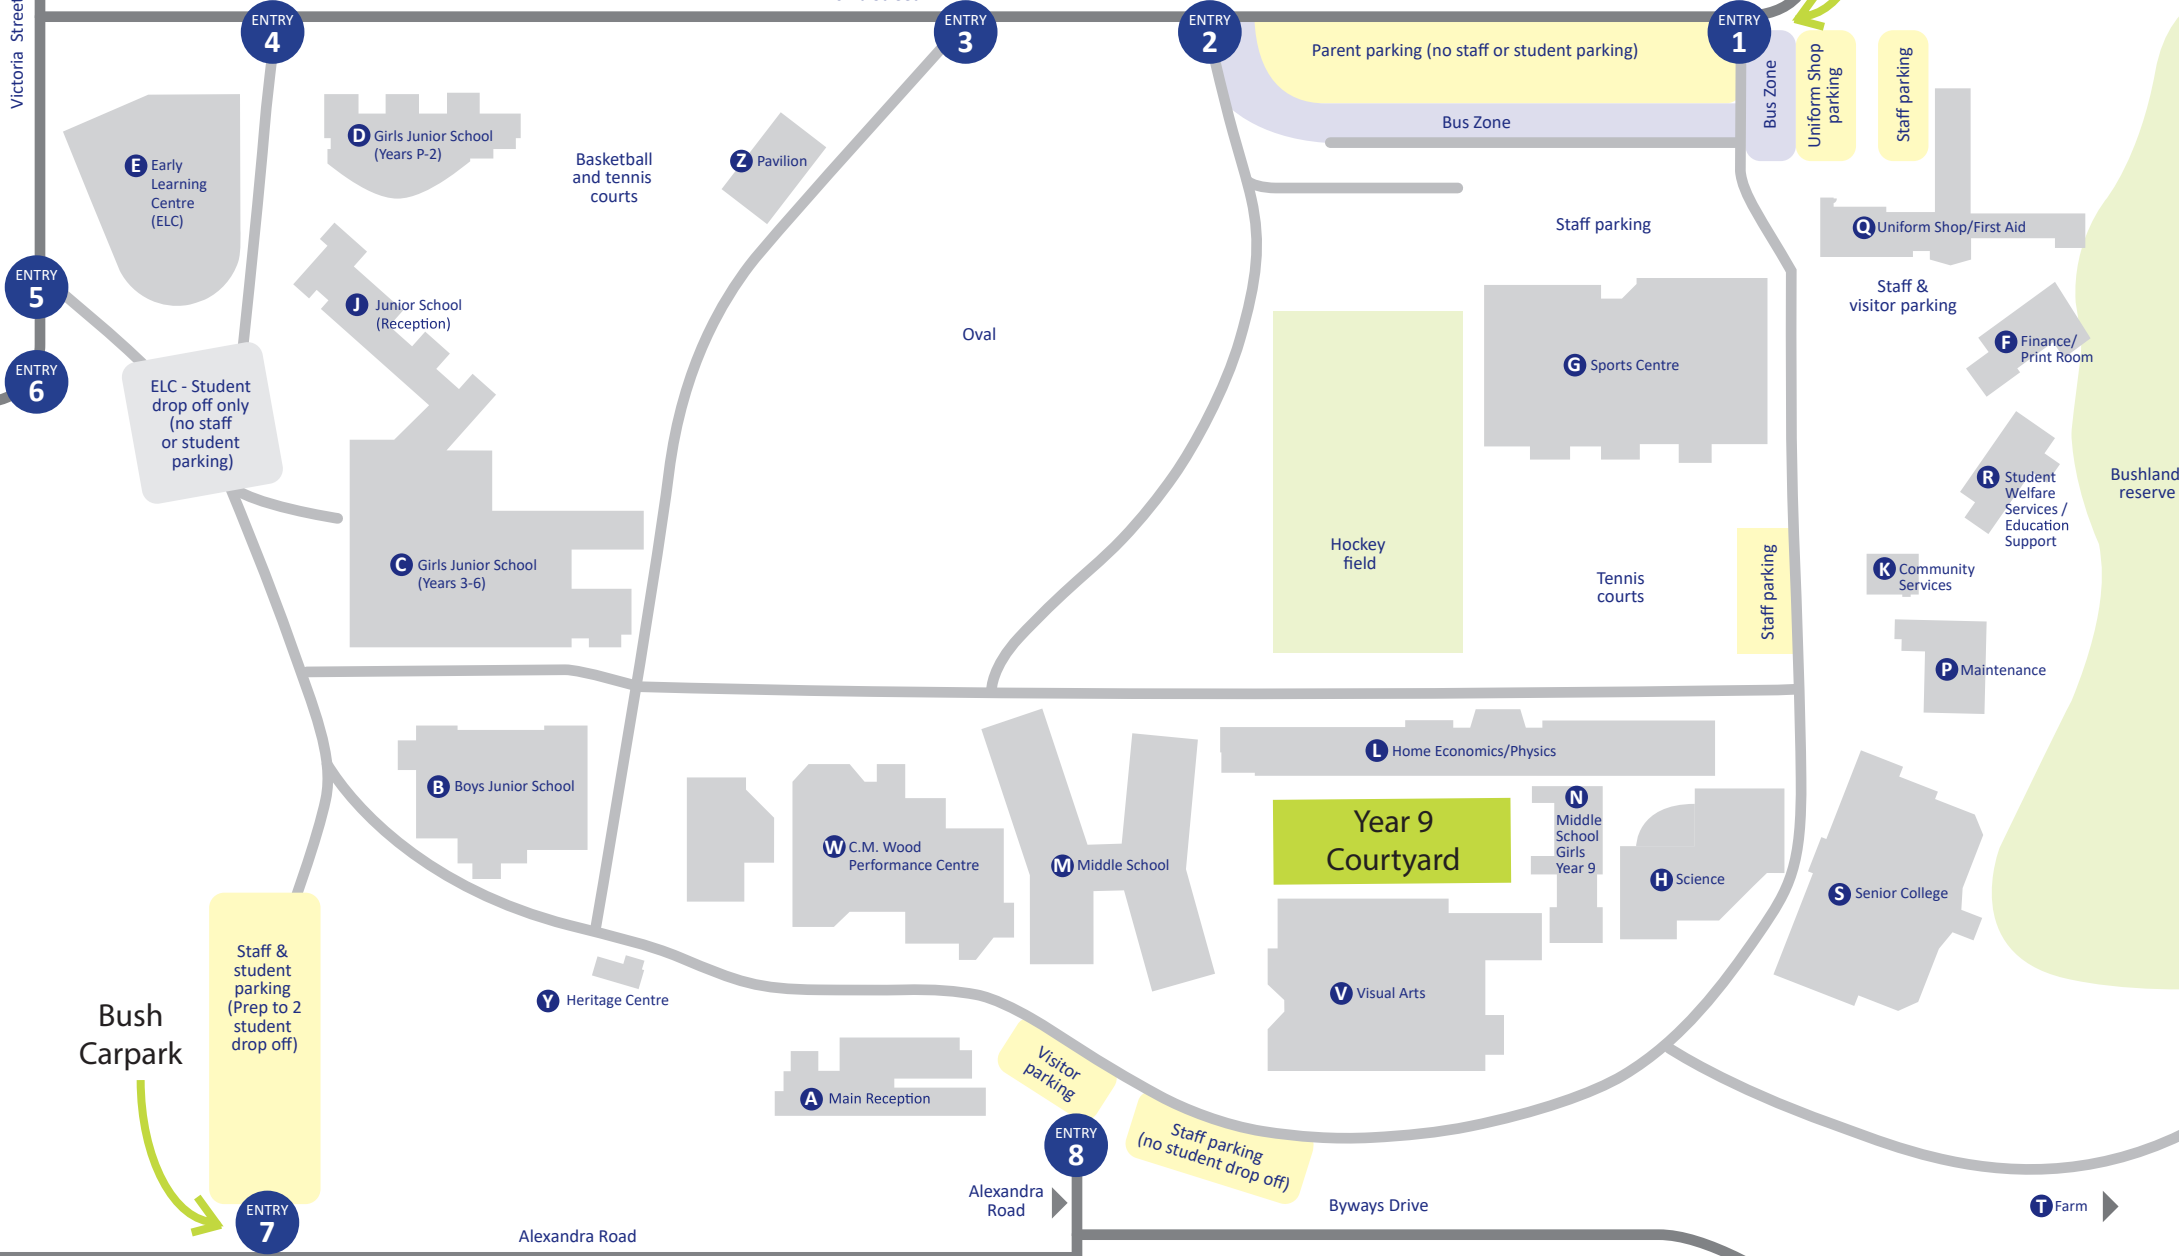 Victoria Street
ENTRY
4
ENTRY
3
ENTRY
2
ENTRY
1
Parent parking (no staff or student parking)
Bus Zone
Bus Zone
Uniform Shop
parking
Staff parking
E Early
Learning
Centre
(ELC)
D Girls Junior School
(Years P-2)
Basketball
and tennis
courts
Z Pavilion
Staff parking
Q Uniform Shop/First Aid
Staff &
visitor parking
ENTRY
5
ENTRY
6
J Junior School
(Reception)
Oval
G Sports Centre
F Finance/
Print Room
ELC - Student
drop off only
(no staff
or student
parking)
R Student
Welfare
Services /
Education
Support
Bushland
reserve
C Girls Junior School
(Years 3-6)
Hockey
field
Tennis
courts
Staff parking
K Community
Services
P Maintenance
B Boys Junior School
W C.M. Wood
Performance Centre
M Middle School
L Home Economics/Physics
Year 9
Courtyard
N
Middle
School
Girls
Year 9
H Science
S Senior College
V Visual Arts
Staff &
student
parking
(Prep to 2
student
drop off)
Bush
Carpark
Y Heritage Centre
A Main Reception
Visitor
parking
Staff parking
(no student drop off)
ENTRY
8
ENTRY
7
Alexandra
Road
Alexandra Road
Byways Drive
T Farm